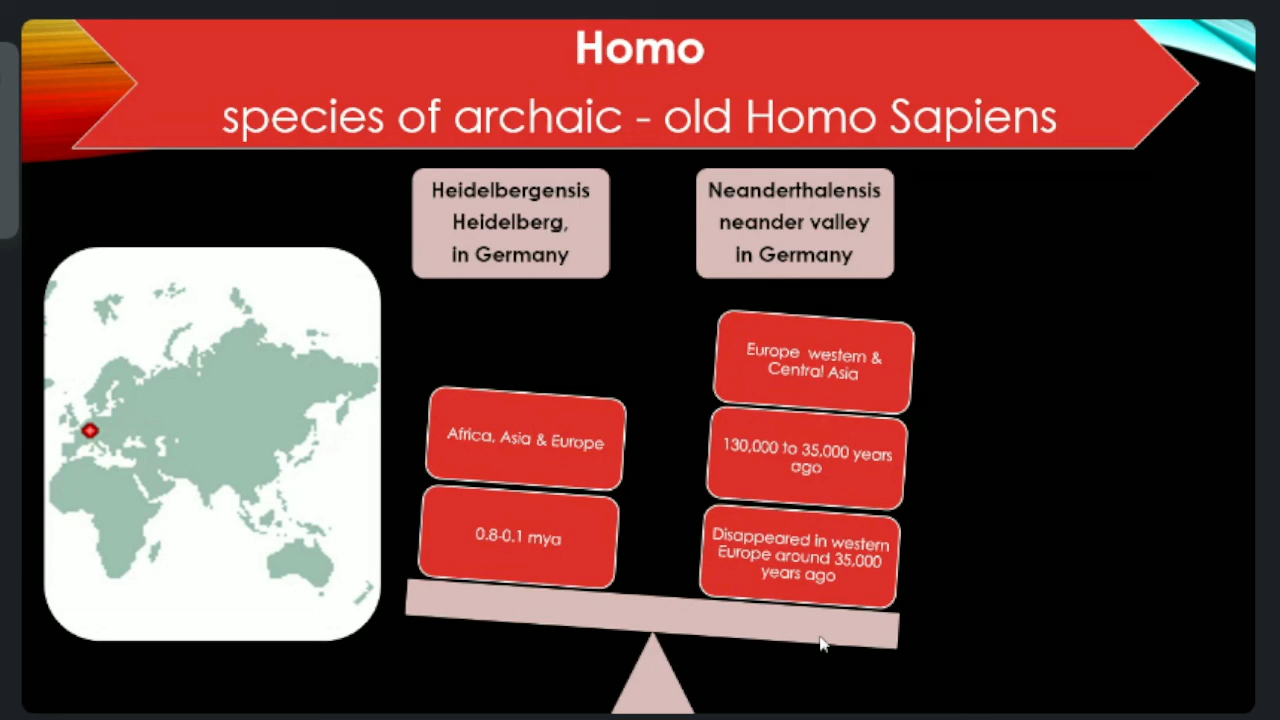 Homo
species of archaic - old Homo Sapiens
Heidelbergensis
Heidelberg,
in Germany
Neanderthalensis
neander valley
in Germany
Africa, Asia & Europe
0.8-0.1 mya
Europe western &
Central Asia
130,000 to 35,000 years
ago
Disappeared in western
Europe around 35,000
years ago